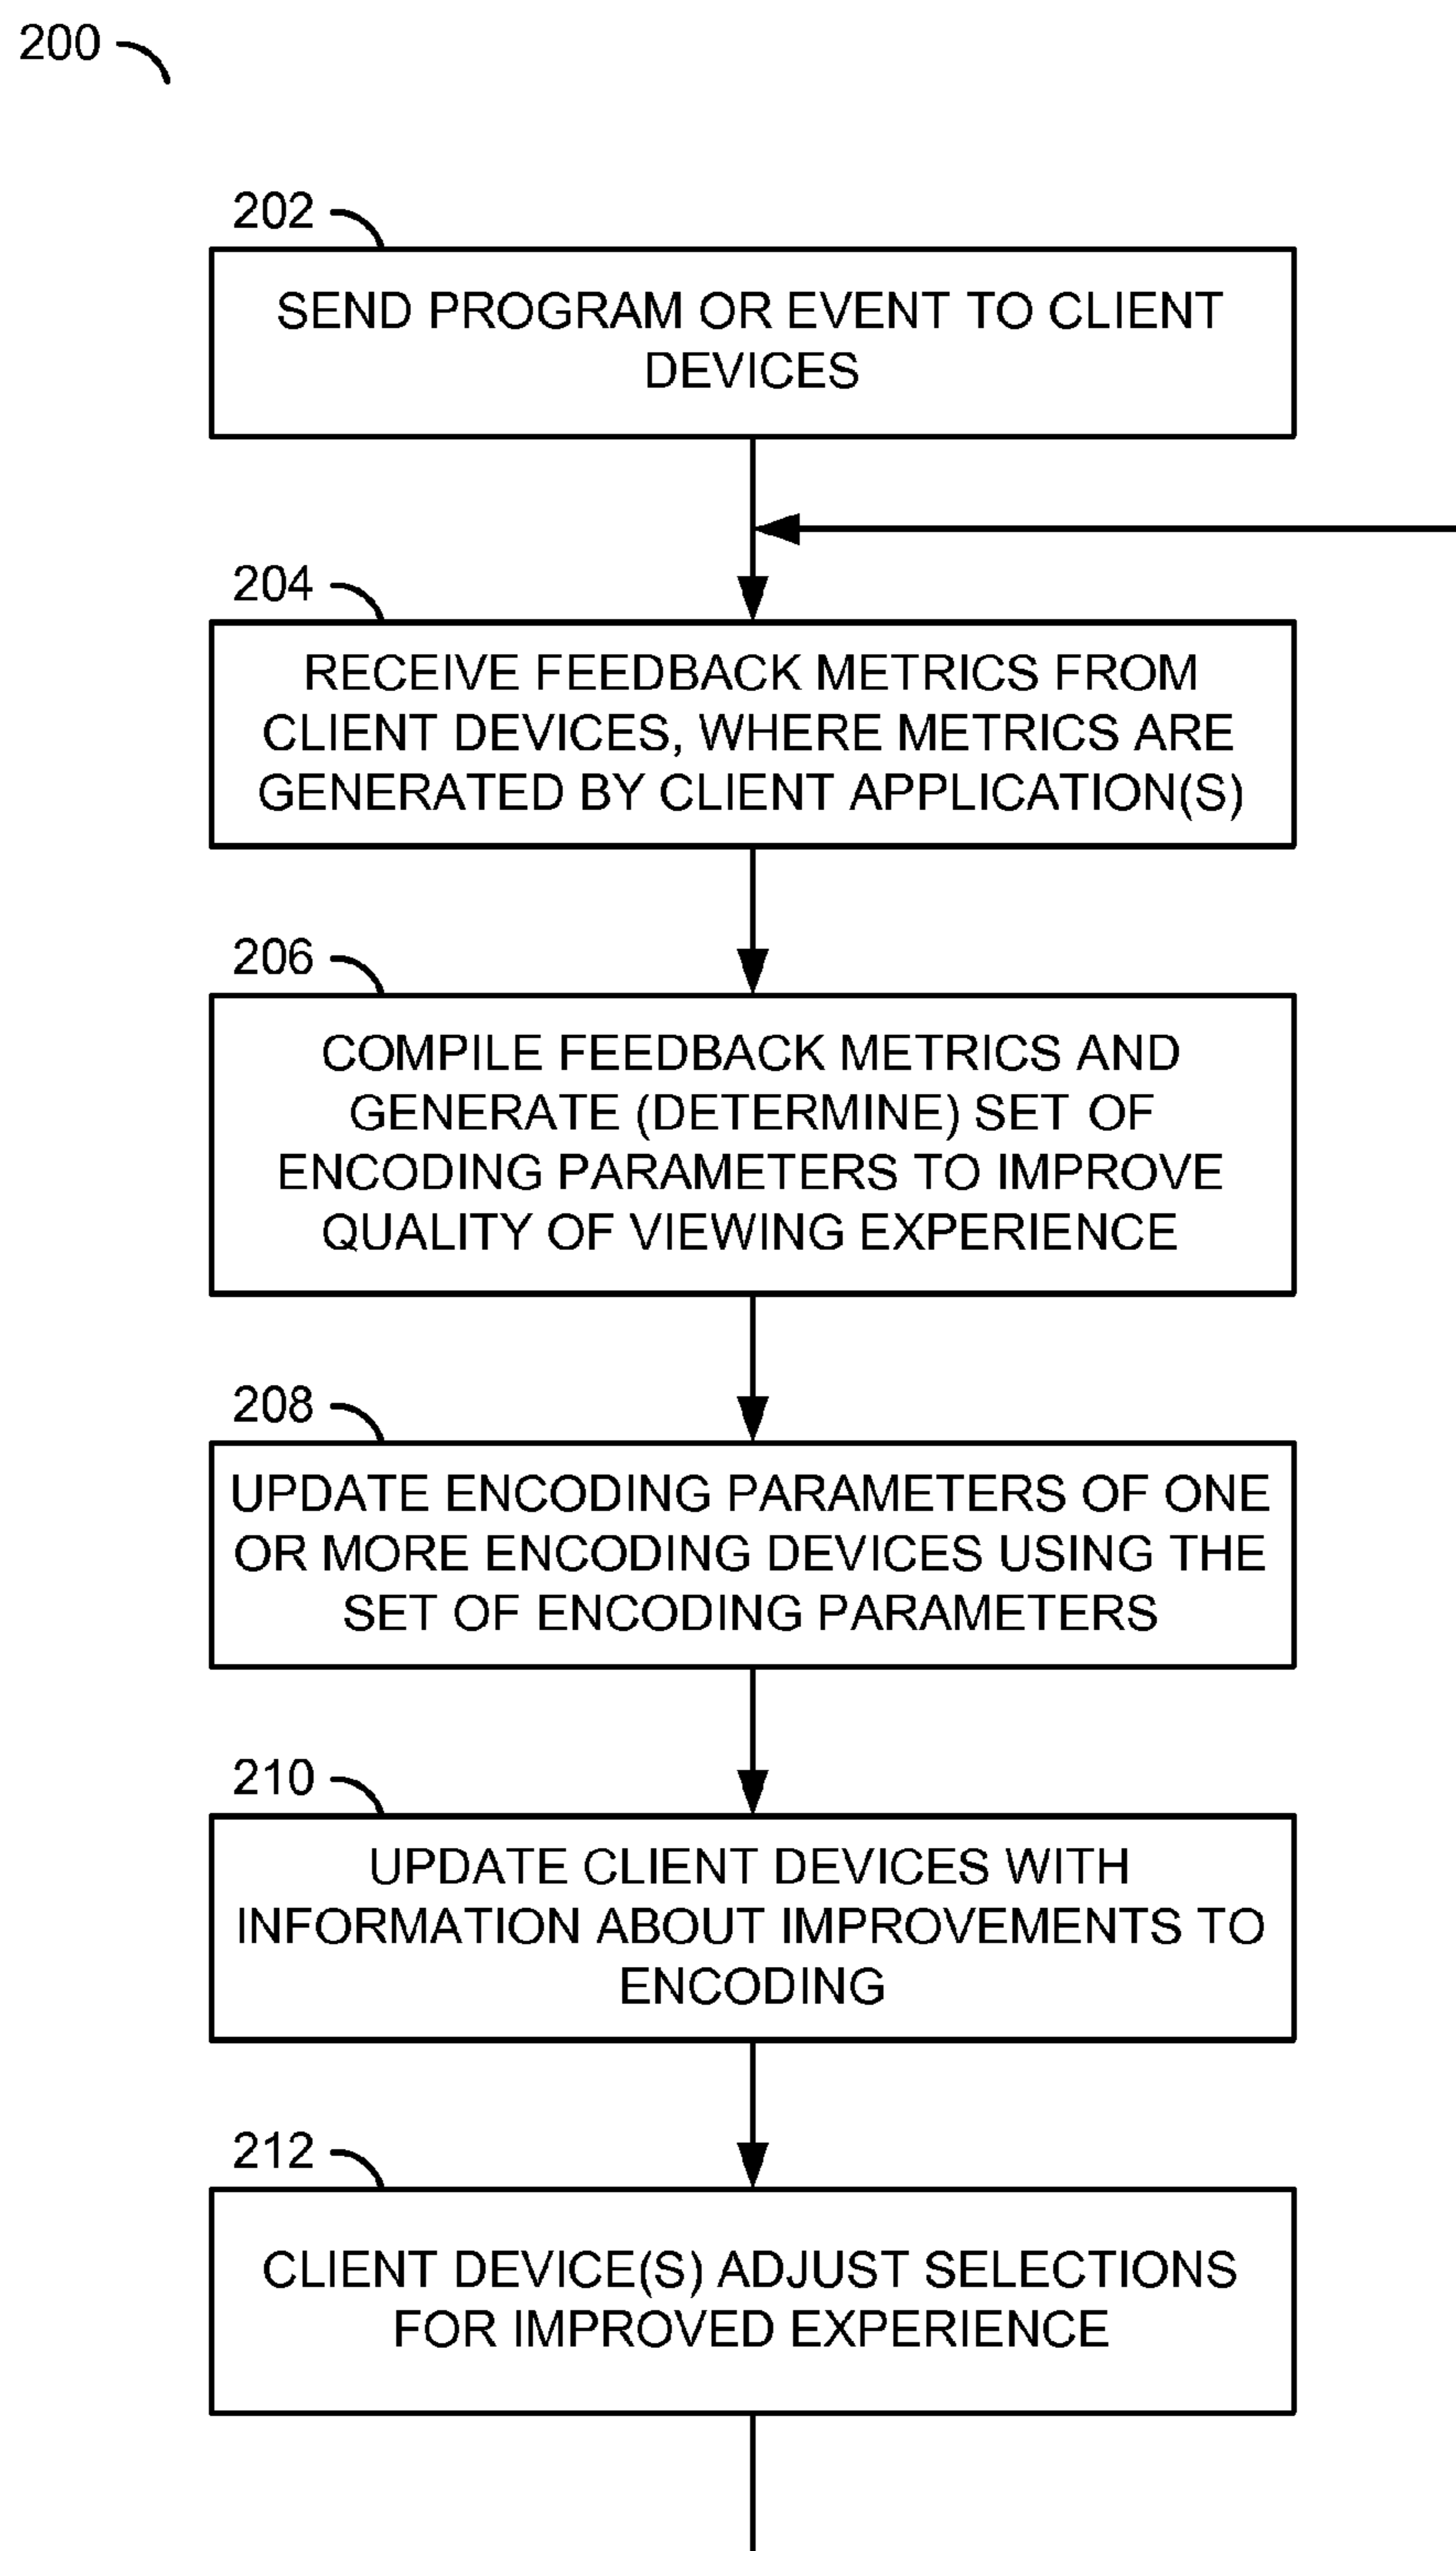 200
202
SEND PROGRAM OR EVENT TO CLIENT
DEVICES
204
RECEIVE FEEDBACK METRICS FROM
CLIENT DEVICES, WHERE METRICS ARE
GENERATED BY CLIENT APPLICATION(S)
206
COMPILE FEEDBACK METRICS AND
GENERATE (DETERMINE) SET OF
ENCODING PARAMETERS TO IMPROVE
QUALITY OF VIEWING EXPERIENCE
208
UPDATE ENCODING PARAMETERS OF ONE
OR MORE ENCODING DEVICES USING THE
SET OF ENCODING PARAMETERS
210
UPDATE CLIENT DEVICES WITH
INFORMATION ABOUT IMPROVEMENTS TO
ENCODING
212
CLIENT DEVICE(S) ADJUST SELECTIONS
FOR IMPROVED EXPERIENCE